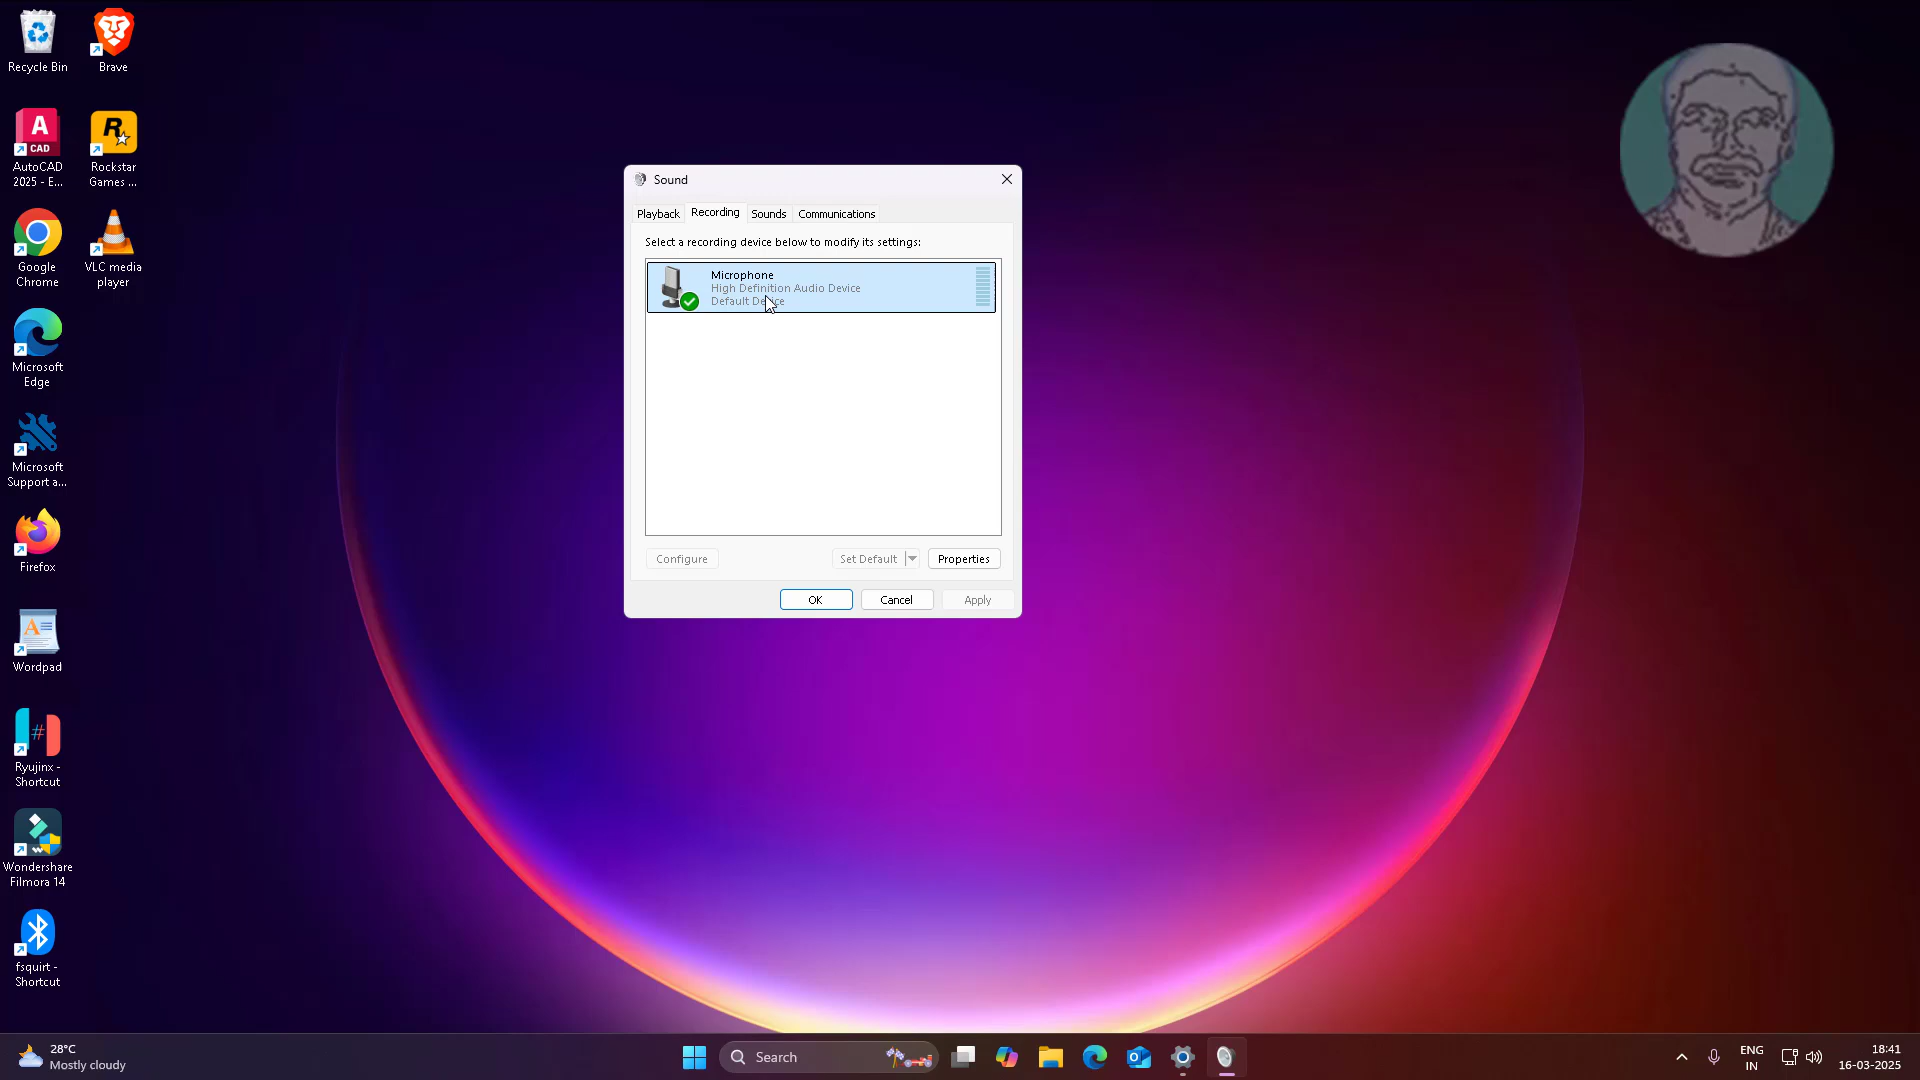 Recycle Bin
Brave
A
CAD
AutoCAD
2025 - E...
R
Rockstar
Games ...
Google
Chrome
VLC media
player
Microsoft
Edge
Microsoft
Support a...
Firefox
Wordpad
#
Ryujinx -
Shortcut
Wondershare
Filmora 14
fsquirt -
Shortcut
Sound
Playback
Recording
Sounds
Communications
Select a recording device below to modify its settings:
Microphone
High Definition Audio Device
Default Device
Configure
Set Default
Properties
OK
Cancel
Apply
28°C
Mostly cloudy
Search
ENG
IN
18:41
16-03-2025